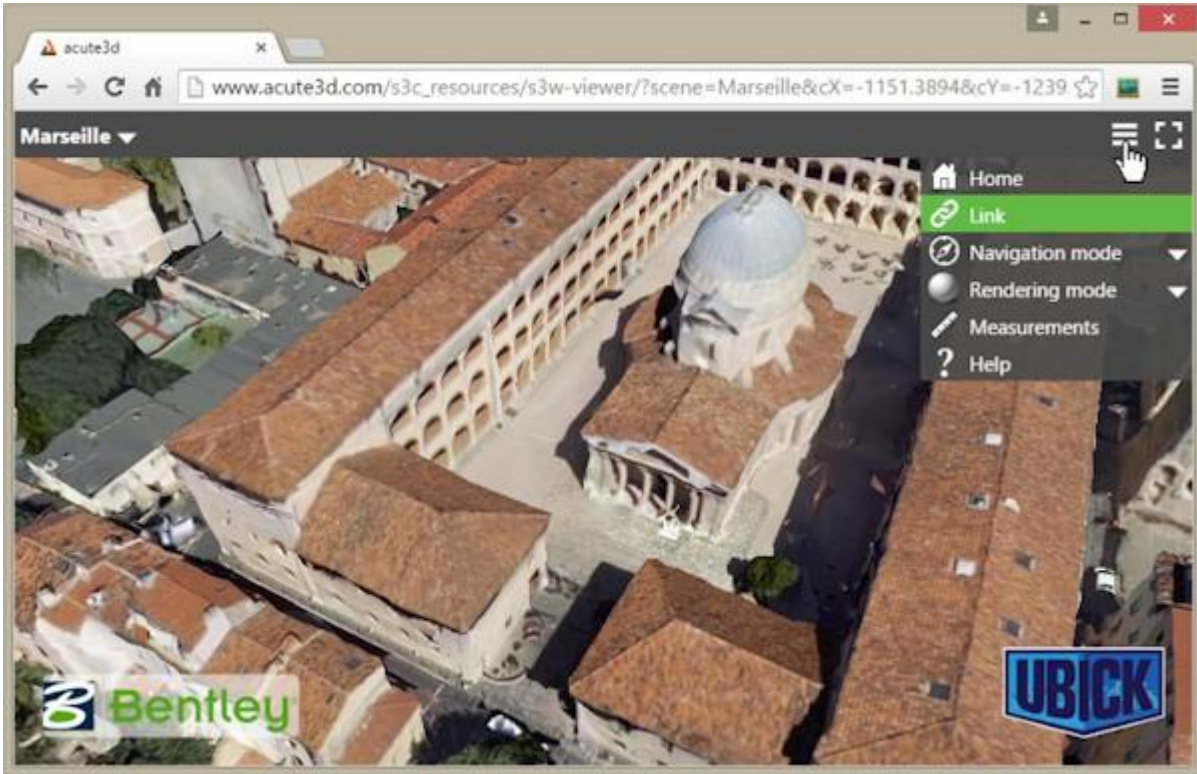 acute3d
www.acute3d.com/s3c_resources/s3w-viewer/?scene=Marseille&cX=-1151.3894&cY=-1239
Marseille
Home
Link
Navigation mode
Rendering mode
Measurements
? Help
Bentley
UBICK